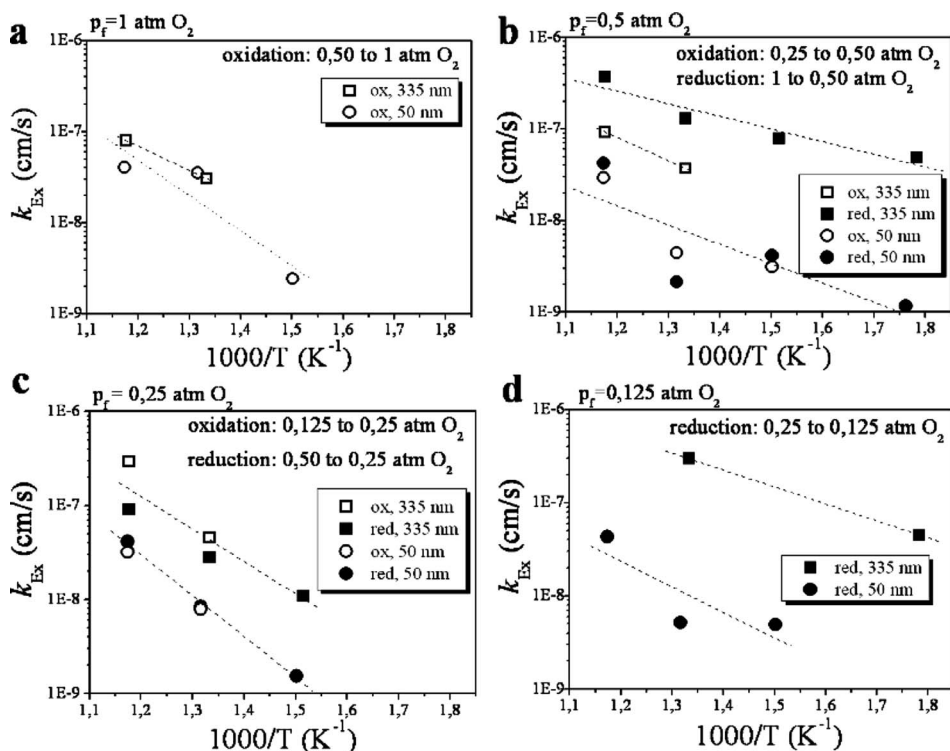 a
p_f=1 atm O_2
oxidation: 0,50 to 1 atm O_2
ox, 335 nm
ox, 50 nm
k_Ex (cm/s)
1E-6
1E-7
1E-8
1E-9
1,1 1,2 1,3 1,4 1,5 1,6 1,7 1,8
1000/T (K^-1)
b
p_f=0,5 atm O_2
oxidation: 0,25 to 0,50 atm O_2
reduction: 1 to 0,50 atm O_2
ox, 335 nm
red, 335 nm
ox, 50 nm
red, 50 nm
k_Ex (cm/s)
1E-6
1E-7
1E-8
1E-9
1,1 1,2 1,3 1,4 1,5 1,6 1,7 1,8
1000/T (K^-1)
c
p_f= 0,25 atm O_2
oxidation: 0,125 to 0,25 atm O_2
reduction: 0,50 to 0,25 atm O_2
ox, 335 nm
red, 335 nm
ox, 50 nm
red, 50 nm
k_Ex (cm/s)
1E-6
1E-7
1E-8
1E-9
1,1 1,2 1,3 1,4 1,5 1,6 1,7 1,8
1000/T (K^-1)
d
p_f=0,125 atm O_2
reduction: 0,25 to 0,125 atm O_2
red, 335 nm
red, 50 nm
k_Ex (cm/s)
1E-6
1E-7
1E-8
1E-9
1,1 1,2 1,3 1,4 1,5 1,6 1,7 1,8
1000/T (K^-1)